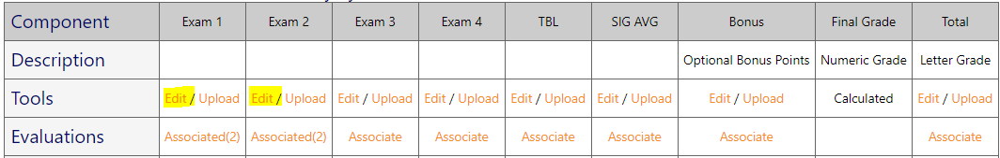 Component Exam 1 Exam 2 Exam 3 Exam 4 TBL SIG AVG Bonus Final Grade Total
Description Optional Bonus Points Numeric Grade Letter Grade
Tools Edit / Upload Edit / Upload Edit / Upload Edit / Upload Edit / Upload Edit / Upload Edit / Upload Calculated Edit / Upload
Evaluations Associated(2) Associated(2) Associate Associate Associate Associate Associate Associate